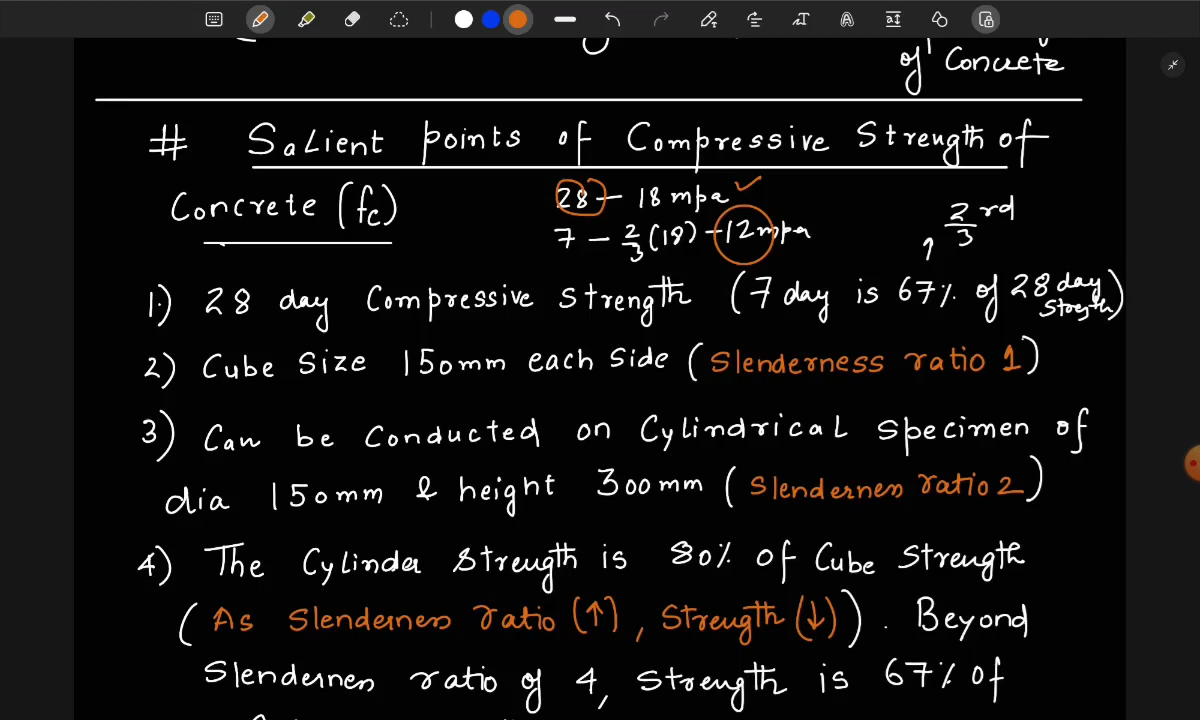 of Concrete
# Salient points of Compressive Strength of
Concrete (fc)
28 - 18 mpa ✓
7 - 2/3 (18) - 12 mpa
2/3 rd
1.) 28 day Compressive strength (7 day is 67% of 28 day Strength)
2) Cube Size 150mm each side (Slenderness ratio 1)
3) Can be Conducted on Cylindrical specimen of
dia 150mm & height 300mm (Slenderness ratio 2)
4) The Cylinder strength is 80% of Cube Strength
(As Slenderness ratio (↑), Strength (↓)). Beyond
Slenderness ratio of 4, strength is 67% of